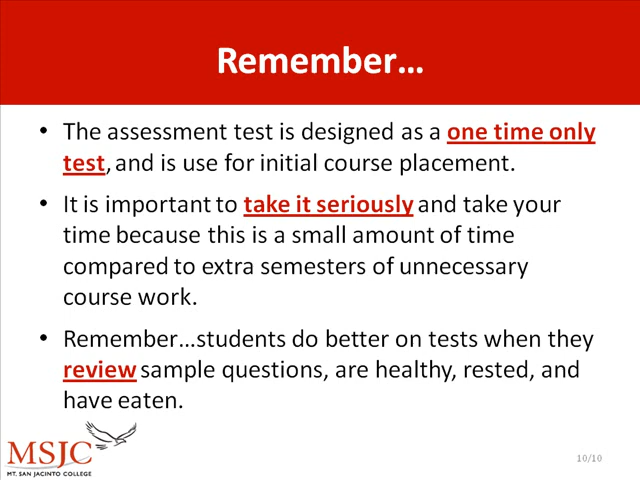 Remember…
• The assessment test is designed as a one time only
test, and is use for initial course placement.
• It is important to take it seriously and take your
time because this is a small amount of time
compared to extra semesters of unnecessary
course work.
• Remember…students do better on tests when they
review sample questions, are healthy, rested, and
have eaten.
MSJC
MT. SAN JACINTO COLLEGE
10/10